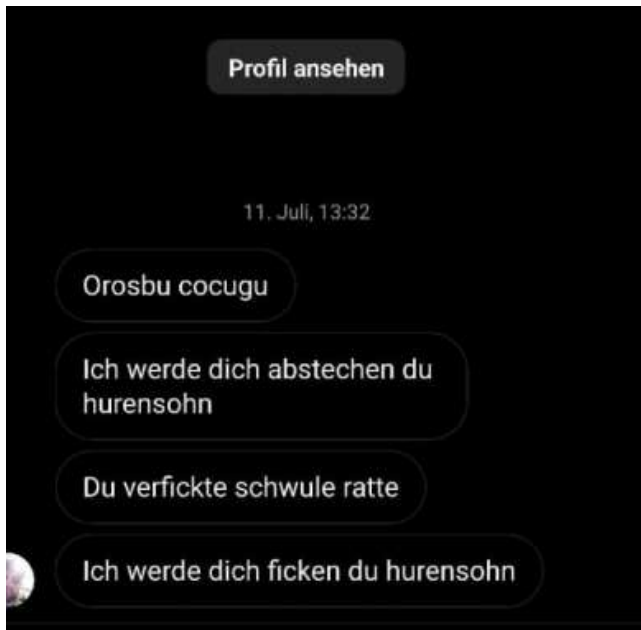 Profil ansehen
11. Juli, 13:32
Orosbu cocugu
Ich werde dich abstechen du
hurensohn
Du verfickte schwule ratte
Ich werde dich ficken du hurensohn